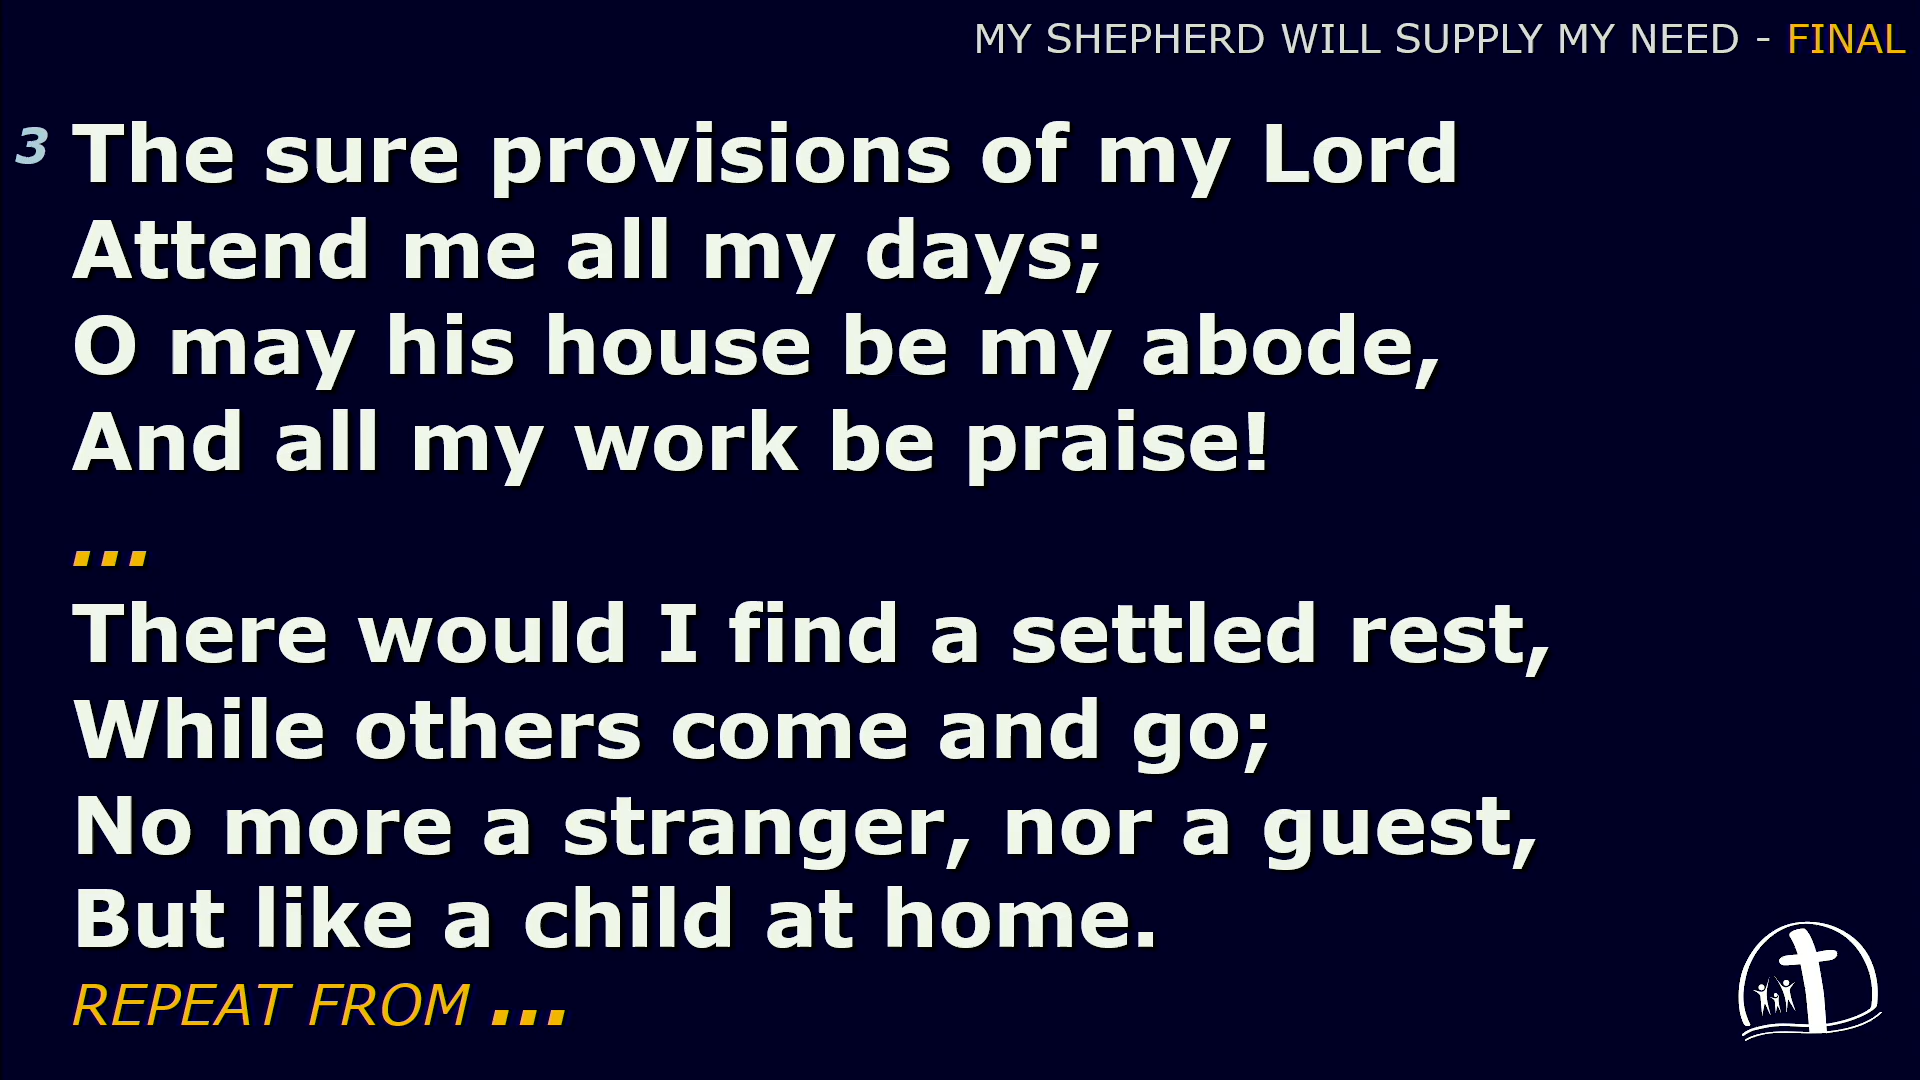 MY SHEPHERD WILL SUPPLY MY NEED - FINAL
3 The sure provisions of my Lord
Attend me all my days;
O may his house be my abode,
And all my work be praise!
...
There would I find a settled rest,
While others come and go;
No more a stranger, nor a guest,
But like a child at home.
REPEAT FROM ...